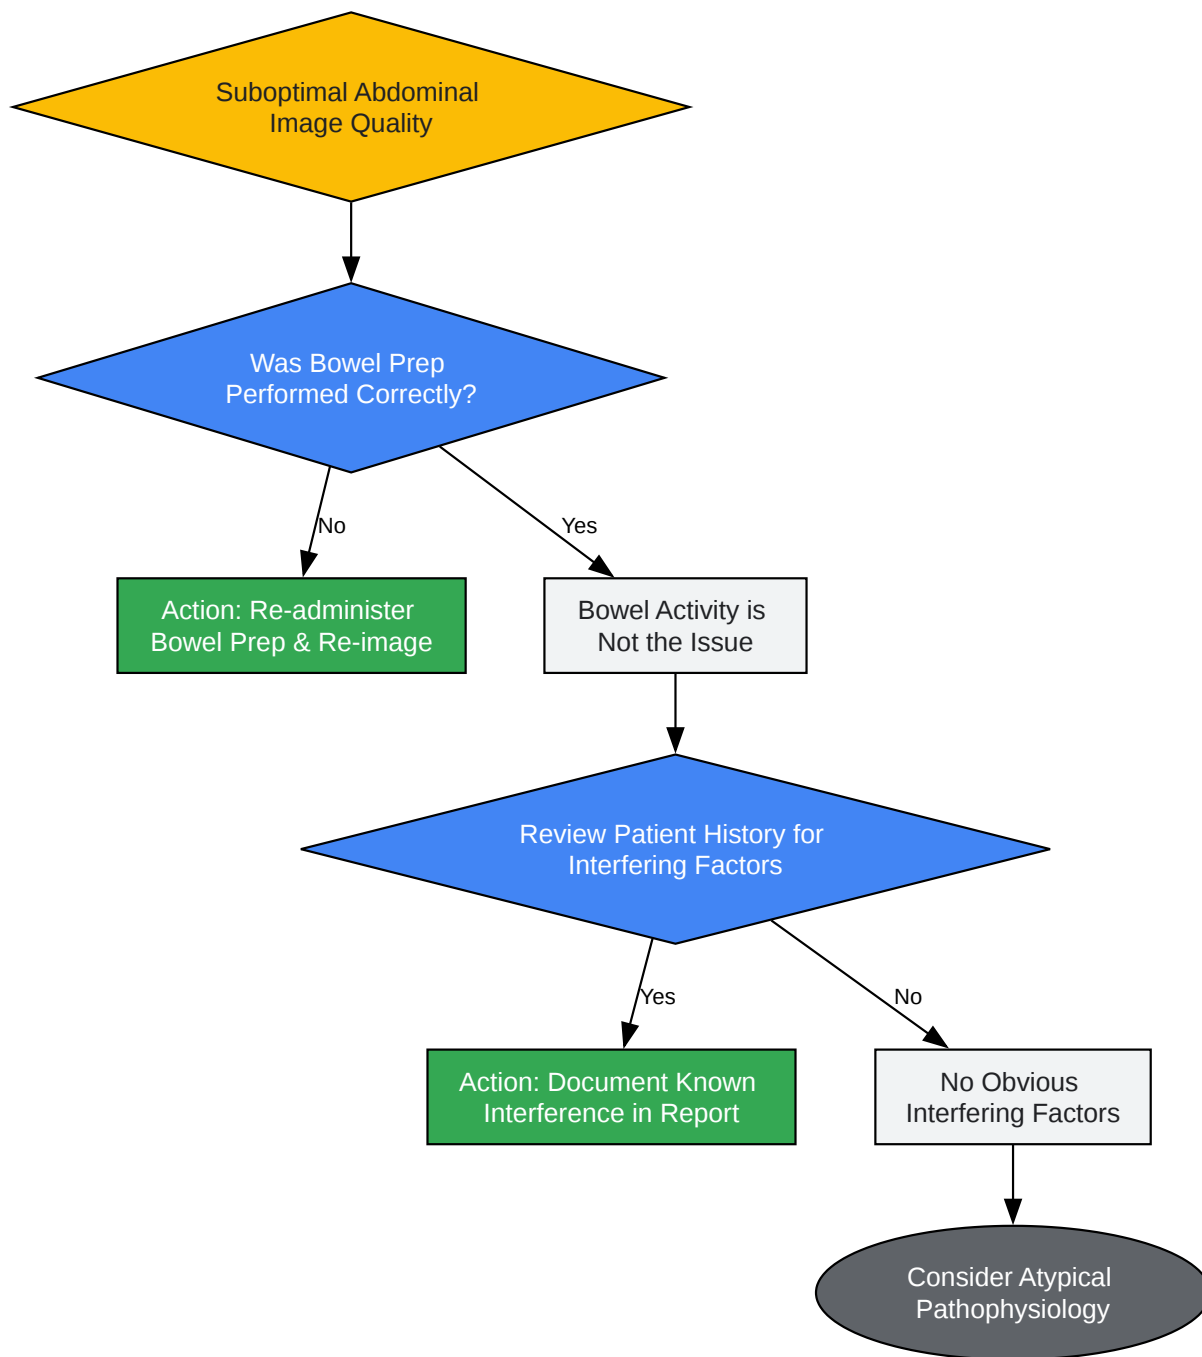 Suboptimal Abdominal
Image Quality
Was Bowel Prep
Performed Correctly?
No
Yes
Action: Re-administer
Bowel Prep & Re-image
Bowel Activity is
Not the Issue
Review Patient History for
Interfering Factors
Yes
No
Action: Document Known
Interference in Report
No Obvious
Interfering Factors
Consider Atypical
Pathophysiology